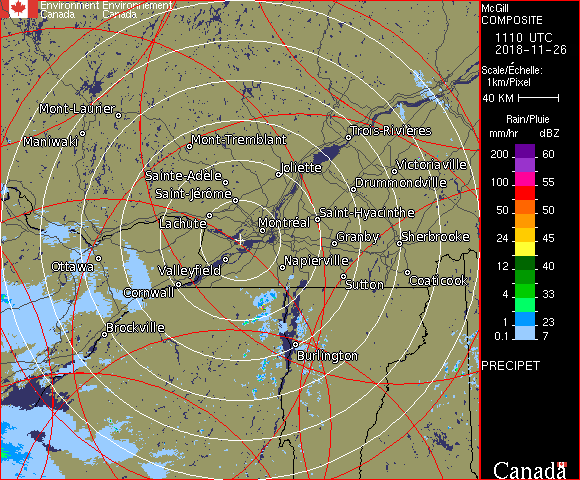 Environment Environnement
Canada Canada
Mont-Laurier
Maniwaki
Mont-Tremblant
Trois-Rivières
Sainte-Adèle
Joliette
Victoriaville
Saint-Jérôme
Drummondville
Lachute
Montréal
Saint-Hyacinthe
Granby
Sherbrooke
Ottawa
Valleyfield
Napierville
Cornwall
Sutton
Coaticook
Brockville
Burlington
McGill
COMPOSITE
1110 UTC
2018-11-26
Scale/Échelle:
1km/Pixel
40 KM
Rain/Pluie
mm/hr dBZ
200 60
150 57
100 55
50 50
24 45
12 40
4 33
1 23
0.1 7
PRECIPET
Canada